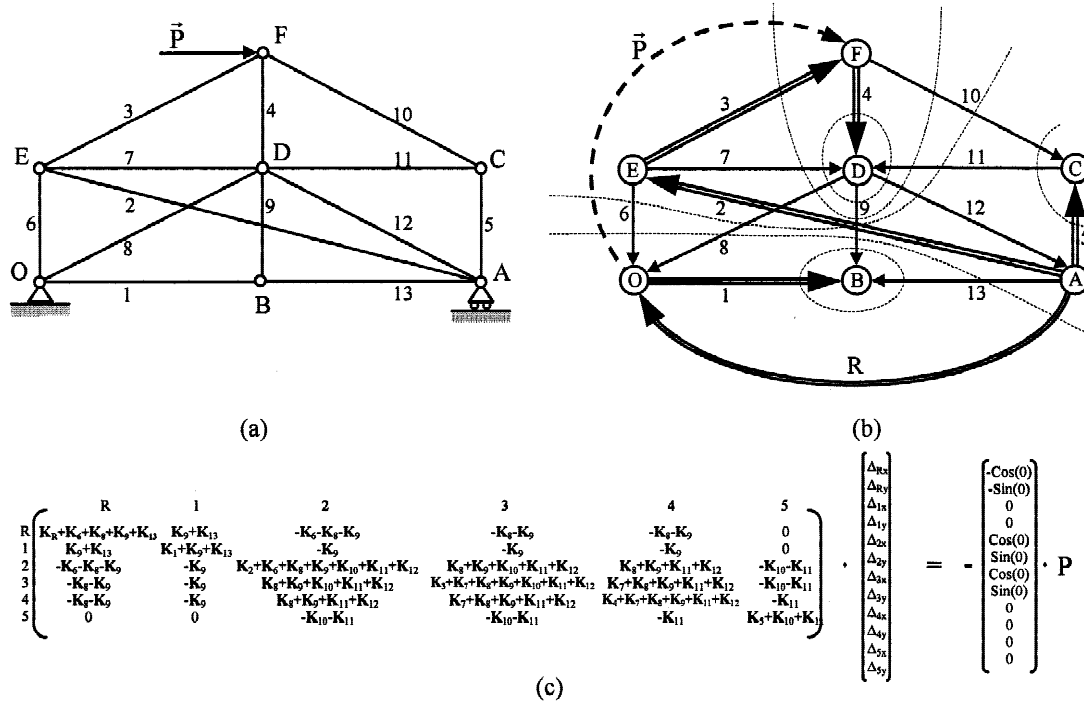 P⃗ F
3 4 10
E 7 D 11 C
6 2 9 12 5
8
O 1 B 13 A
P⃗ F
3 4 10
E 7 D 11 C
6 2 9 12
8
O 1 B 13 A
R
(a) (b)
R 1 2 3 4 5
R K_R+K_6+K_8+K_9+K_13 K_9+K_13 -K_6-K_8-K_9 -K_8-K_9 -K_8-K_9 0
1 K_9+K_13 K_1+K_9+K_13 -K_9 -K_9 -K_9 0
2 -K_6-K_8-K_9 -K_9 K_2+K_6+K_8+K_9+K_10+K_11+K_12 K_8+K_9+K_10+K_11+K_12 K_8+K_9+K_11+K_12 -K_10-K_11
3 -K_8-K_9 -K_9 K_8+K_9+K_10+K_11+K_12 K_5+K_7+K_8+K_9+K_10+K_11+K_12 K_7+K_8+K_9+K_11+K_12 -K_10-K_11
4 -K_8-K_9 -K_9 K_8+K_9+K_11+K_12 K_7+K_8+K_9+K_11+K_12 K_4+K_7+K_8+K_9+K_11+K_12 -K_11
5 0 0 -K_10-K_11 -K_10-K_11 -K_11 K_5+K_10+K_1
·
Δ_Rx
Δ_Ry
Δ_1x
Δ_1y
Δ_2x
Δ_2y
Δ_3x
Δ_3y
Δ_4x
Δ_4y
Δ_5x
Δ_5y
= -
-Cos(0)
-Sin(0)
0
0
Cos(0)
Sin(0)
Cos(0)
Sin(0)
0
0
0
0
· P
(c)